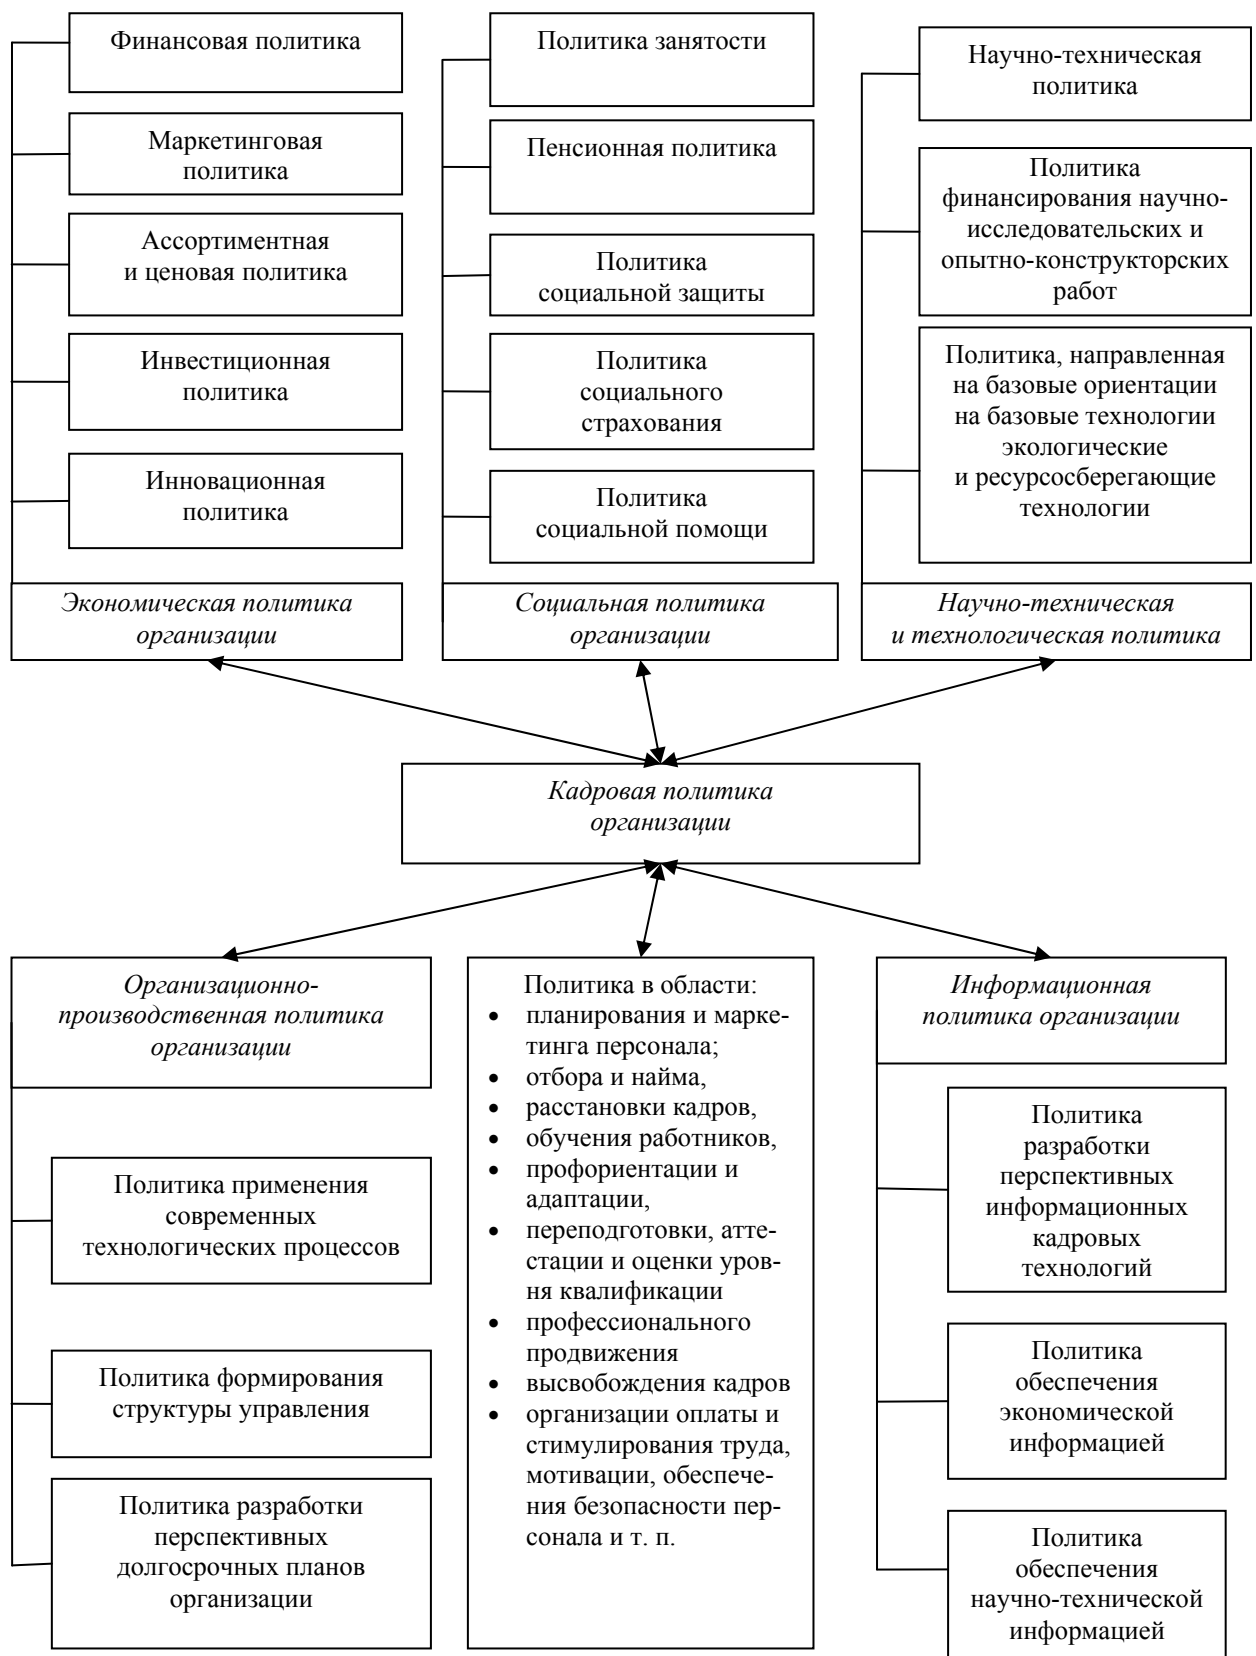 Финансовая политика
Маркетинговая
политика
Ассортиментная
и ценовая политика
Инвестиционная
политика
Инновационная
политика
Экономическая политика
организации
Политика занятости
Пенсионная политика
Политика
социальной защиты
Политика
социального
страхования
Политика
социальной помощи
Социальная политика
организации
Научно-техническая
политика
Политика
финансирования научно-
исследовательских и
опытно-конструкторских
работ
Политика, направленная
на базовые ориентации
на базовые технологии
экологические
и ресурсосберегающие
технологии
Научно-техническая
и технологическая политика
Кадровая политика
организации
Организационно-
производственная политика
организации
Политика применения
современных
технологических процессов
Политика формирования
структуры управления
Политика разработки
перспективных
долгосрочных планов
организации
Политика в области:
• планирования и марке-
тинга персонала;
• отбора и найма,
• расстановки кадров,
• обучения работников,
• профориентации и
адаптации,
• переподготовки, атте-
стации и оценки уров-
ня квалификации
• профессионального
продвижения
• высвобождения кадров
• организации оплаты и
стимулирования труда,
мотивации, обеспече-
ния безопасности пер-
сонала и т. п.
Информационная
политика организации
Политика
разработки
перспективных
информационных
кадровых
технологий
Политика
обеспечения
экономической
информацией
Политика
обеспечения
научно-технической
информацией